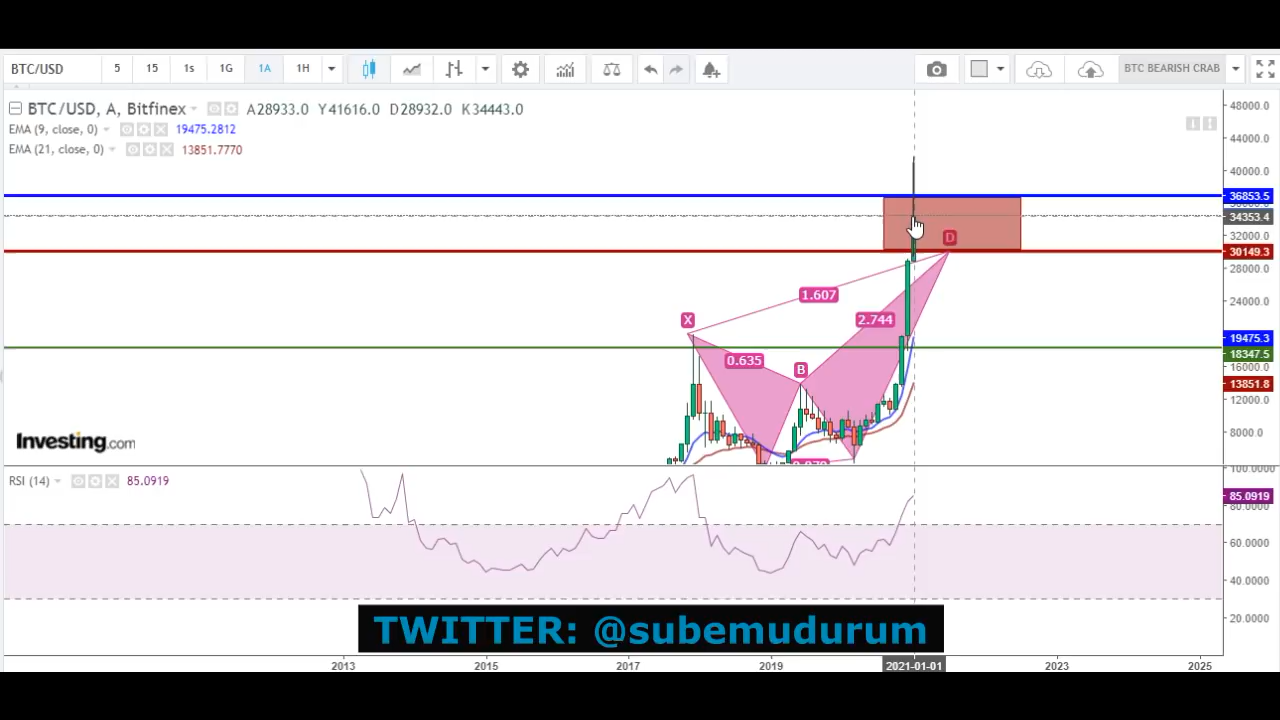 BTC/USD 5 15 1s 1G 1A 1H BTC BEARISH CRAB
BTC/USD, A, Bitfinex A28933.0 Y41616.0 D28932.0 K34443.0
EMA (9, close, 0) 19475.2812
EMA (21, close, 0) 13851.7770
48000.0
44000.0
40000.0
36853.5
34353.4
32000.0
30149.3
28000.0
24000.0
19475.3
18347.5
16000.0
13851.8
12000.0
8000.0
D
1.607
X
2.744
0.635
B
Investing.com
RSI (14) 85.0919
100.0000
85.0919
80.0000
60.0000
40.0000
20.0000
TWITTER: @subemudurum
2013 2015 2017 2019 2021-01-01 2023 2025